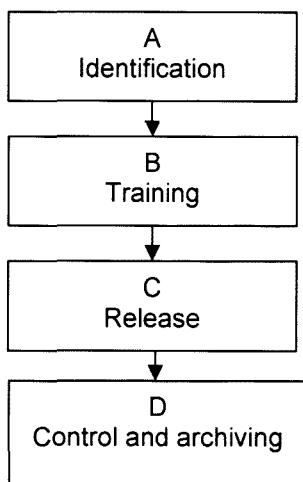 A
Identification
B
Training
C
Release
D
Control and archiving